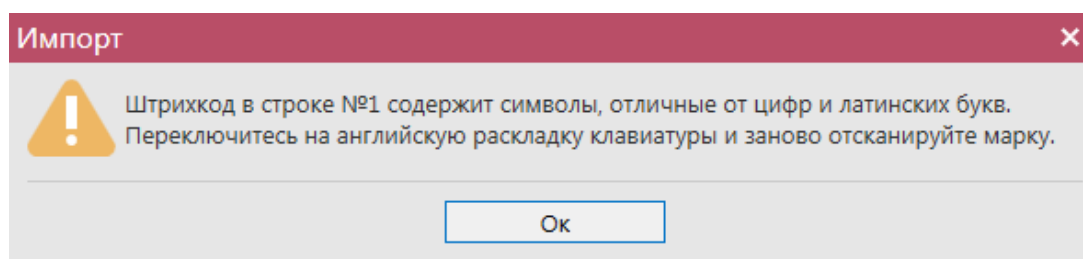 Импорт
Штрихкод в строке №1 содержит символы, отличные от цифр и латинских букв.
Переключитесь на английскую раскладку клавиатуры и заново отсканируйте марку.
Ок